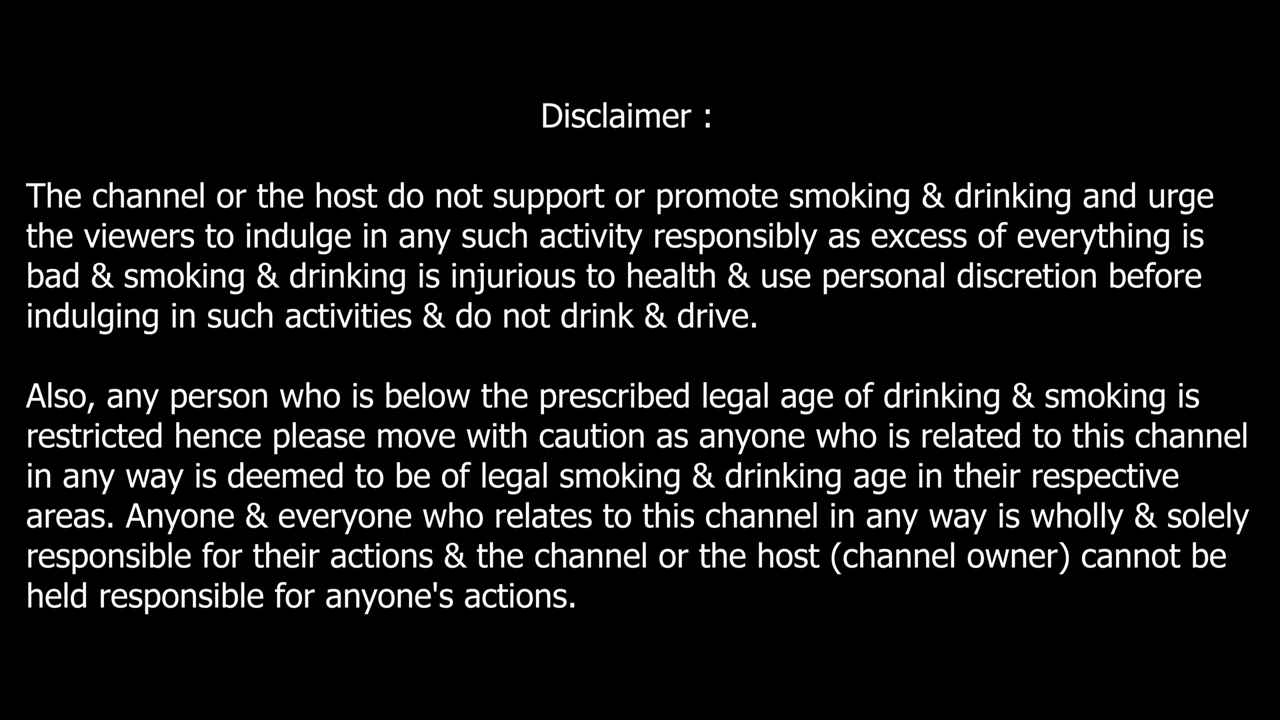 Disclaimer :
The channel or the host do not support or promote smoking & drinking and urge
the viewers to indulge in any such activity responsibly as excess of everything is
bad & smoking & drinking is injurious to health & use personal discretion before
indulging in such activities & do not drink & drive.
Also, any person who is below the prescribed legal age of drinking & smoking is
restricted hence please move with caution as anyone who is related to this channel
in any way is deemed to be of legal smoking & drinking age in their respective
areas. Anyone & everyone who relates to this channel in any way is wholly & solely
responsible for their actions & the channel or the host (channel owner) cannot be
held responsible for anyone's actions.